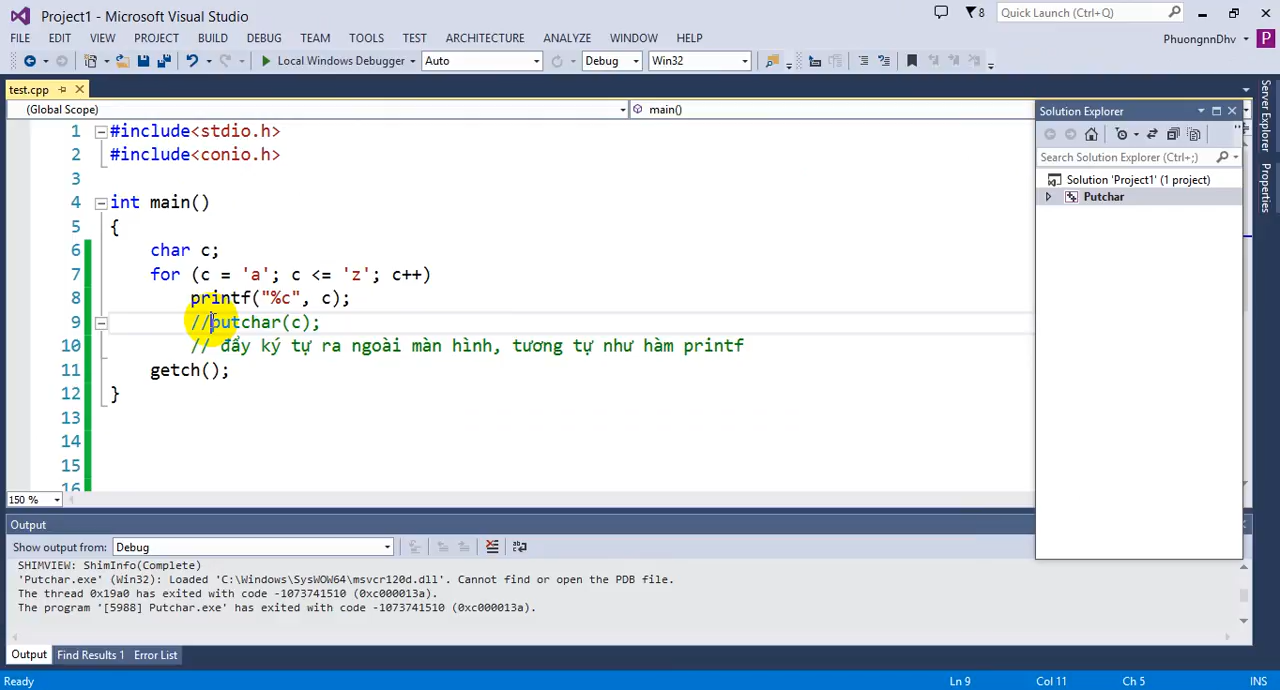 Project1 - Microsoft Visual Studio
8
Quick Launch (Ctrl+Q)
FILE EDIT VIEW PROJECT BUILD DEBUG TEAM TOOLS TEST ARCHITECTURE ANALYZE WINDOW HELP
PhuongnnDhv P
Local Windows Debugger Auto Debug Win32
test.cpp
(Global Scope) main()
1 #include<stdio.h>
2 #include<conio.h>
3
4 int main()
5 {
6 char c;
7 for (c = 'a'; c <= 'z'; c++)
8 printf("%c", c);
9 //putchar(c);
10 // đẩy ký tự ra ngoài màn hình, tương tự như hàm printf
11 getch();
12 }
13
14
15
16
150 %
Solution Explorer
Search Solution Explorer (Ctrl+;)
Solution 'Project1' (1 project)
Putchar
Server Explorer
Properties
Output
Show output from: Debug
SHIMVIEW: ShimInfo(Complete)
'Putchar.exe' (Win32): Loaded 'C:\Windows\SysWOW64\msvcr120d.dll'. Cannot find or open the PDB file.
The thread 0x19a0 has exited with code -1073741510 (0xc000013a).
The program '[5988] Putchar.exe' has exited with code -1073741510 (0xc000013a).
Output Find Results 1 Error List
Ready Ln 9 Col 11 Ch 5 INS